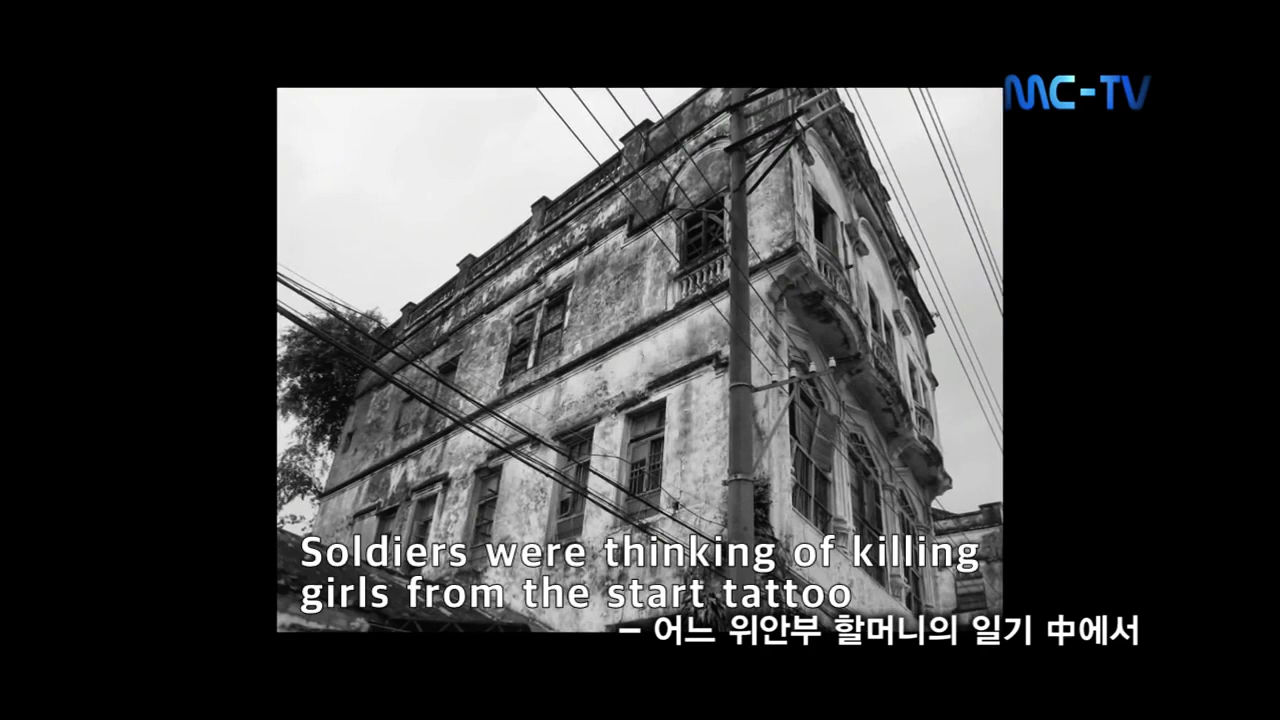 MC-TV
Soldiers were thinking of killing
girls from the start tattoo
– 어느 위안부 할머니의 일기 中에서